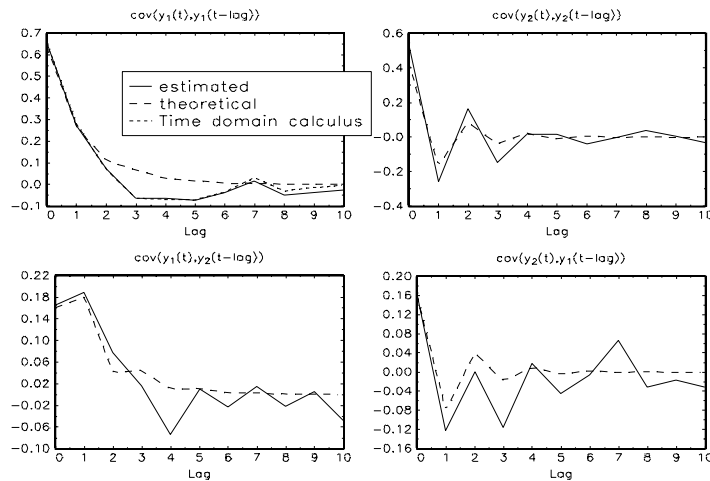 cov(y₁(t),y₁(t-lag))
0.7
0.6
0.5
0.4
0.3
0.2
0.1
0.0
-0.1
0 1 2 3 4 5 6 7 8 9 10
Lag
estimated
theoretical
Time domain calculus
cov(y₂(t),y₂(t-lag))
0.6
0.4
0.2
-0.0
-0.2
-0.4
0 1 2 3 4 5 6 7 8 9 10
Lag
cov(y₁(t),y₂(t-lag))
0.22
0.18
0.14
0.10
0.06
0.02
-0.02
-0.06
-0.10
0 1 2 3 4 5 6 7 8 9 10
Lag
cov(y₂(t),y₁(t-lag))
0.20
0.16
0.12
0.08
0.04
-0.00
-0.04
-0.08
-0.12
-0.16
0 1 2 3 4 5 6 7 8 9 10
Lag